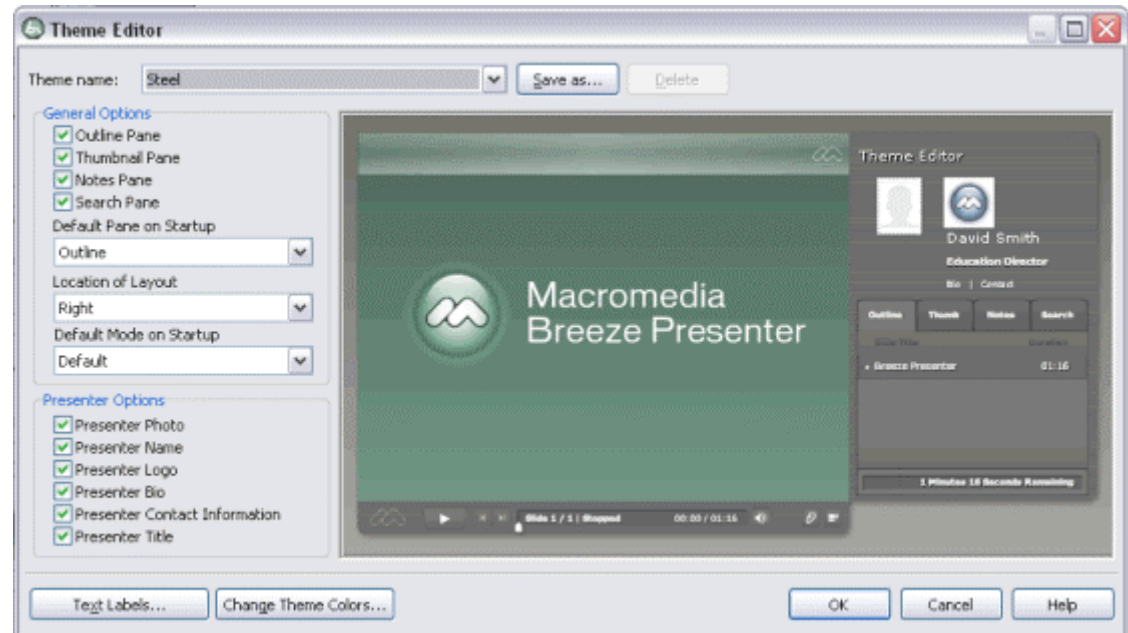 Theme Editor
Theme name: Steel Save as... Delete
General Options
Outline Pane
Thumbnail Pane
Notes Pane
Search Pane
Default Pane on Startup
Outline
Location of Layout
Right
Default Mode on Startup
Default
Presenter Options
Presenter Photo
Presenter Name
Presenter Logo
Presenter Bio
Presenter Contact Information
Presenter Title
Macromedia
Breeze Presenter
Slide 1 / 1 | Stopped 00:00 / 01:16
Theme Editor
David Smith
Education Director
Bio | Contact
Outline Thumb Notes Search
Slide Title Duration
Breeze Presenter 01:16
1 Minutes 16 Seconds Remaining
Text Labels... Change Theme Colors... OK Cancel Help